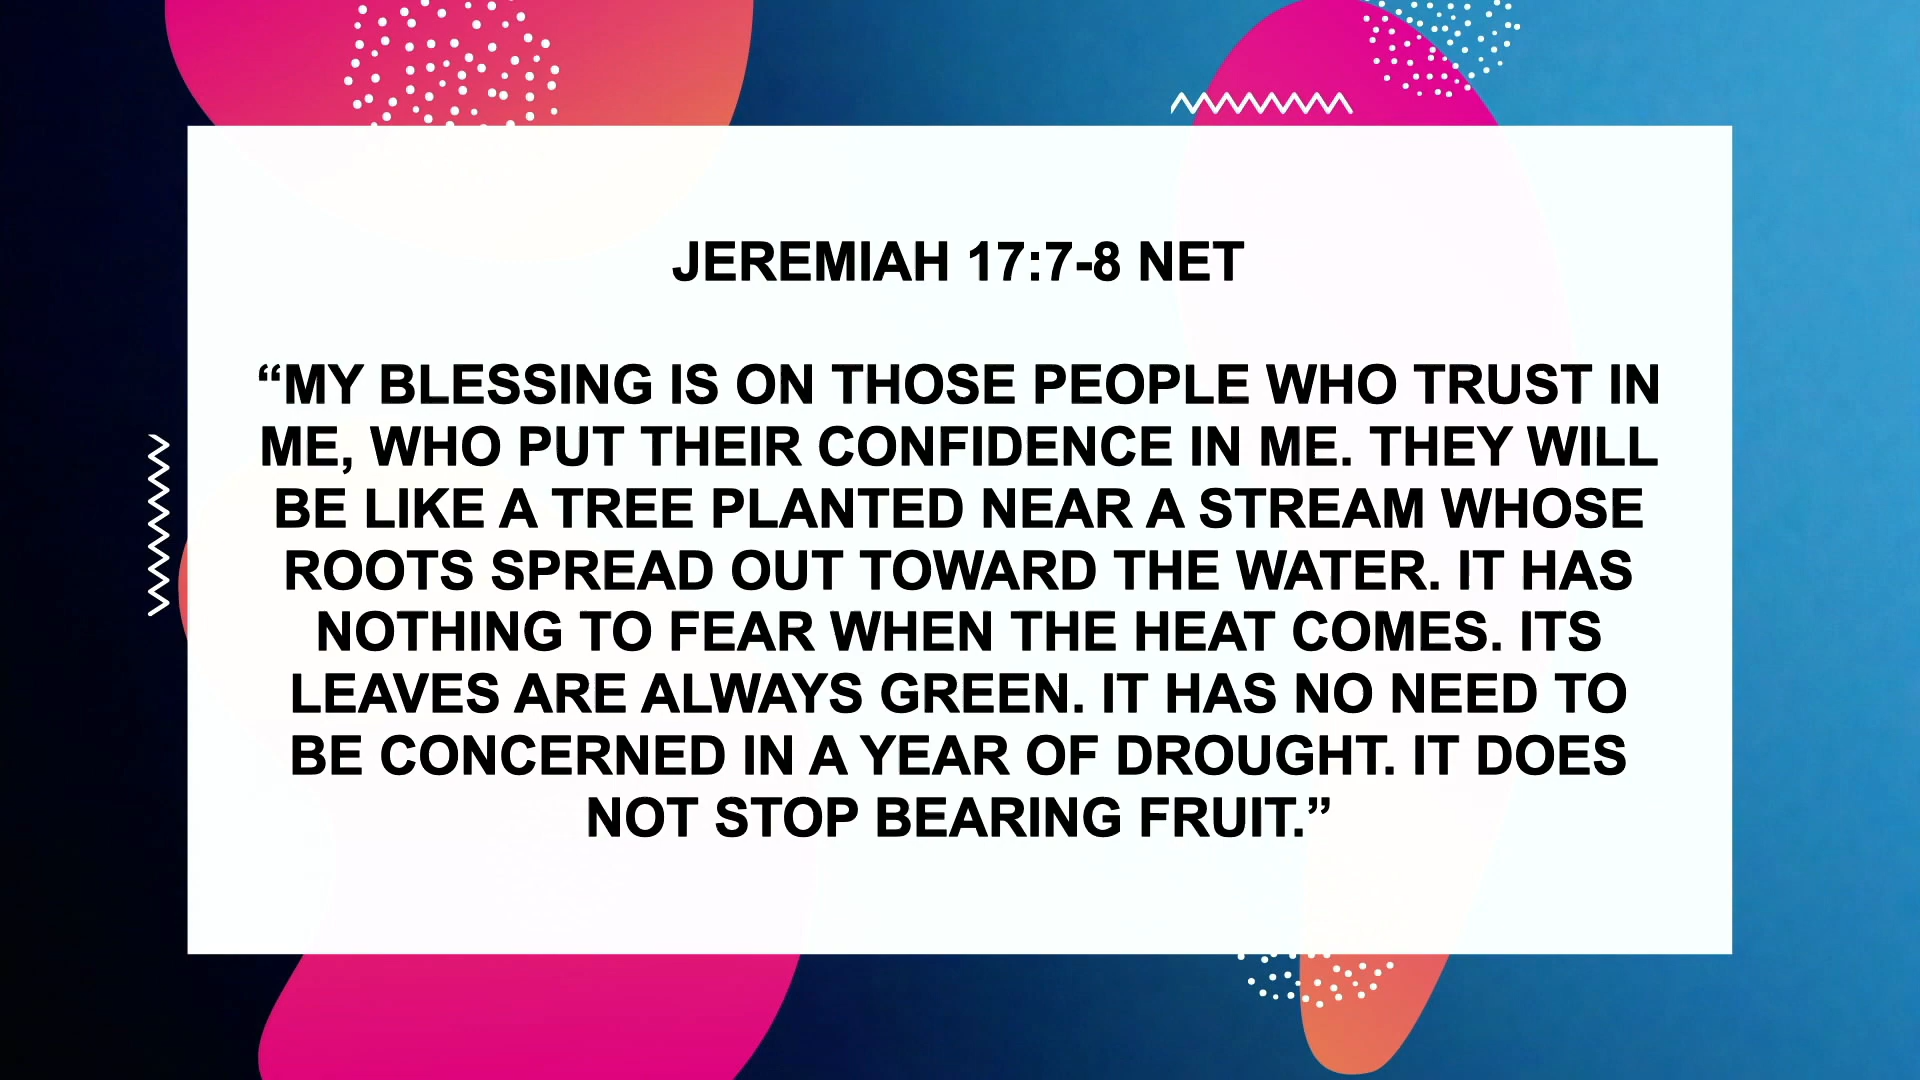 JEREMIAH 17:7-8 NET
“MY BLESSING IS ON THOSE PEOPLE WHO TRUST IN
ME, WHO PUT THEIR CONFIDENCE IN ME. THEY WILL
BE LIKE A TREE PLANTED NEAR A STREAM WHOSE
ROOTS SPREAD OUT TOWARD THE WATER. IT HAS
NOTHING TO FEAR WHEN THE HEAT COMES. ITS
LEAVES ARE ALWAYS GREEN. IT HAS NO NEED TO
BE CONCERNED IN A YEAR OF DROUGHT. IT DOES
NOT STOP BEARING FRUIT.”